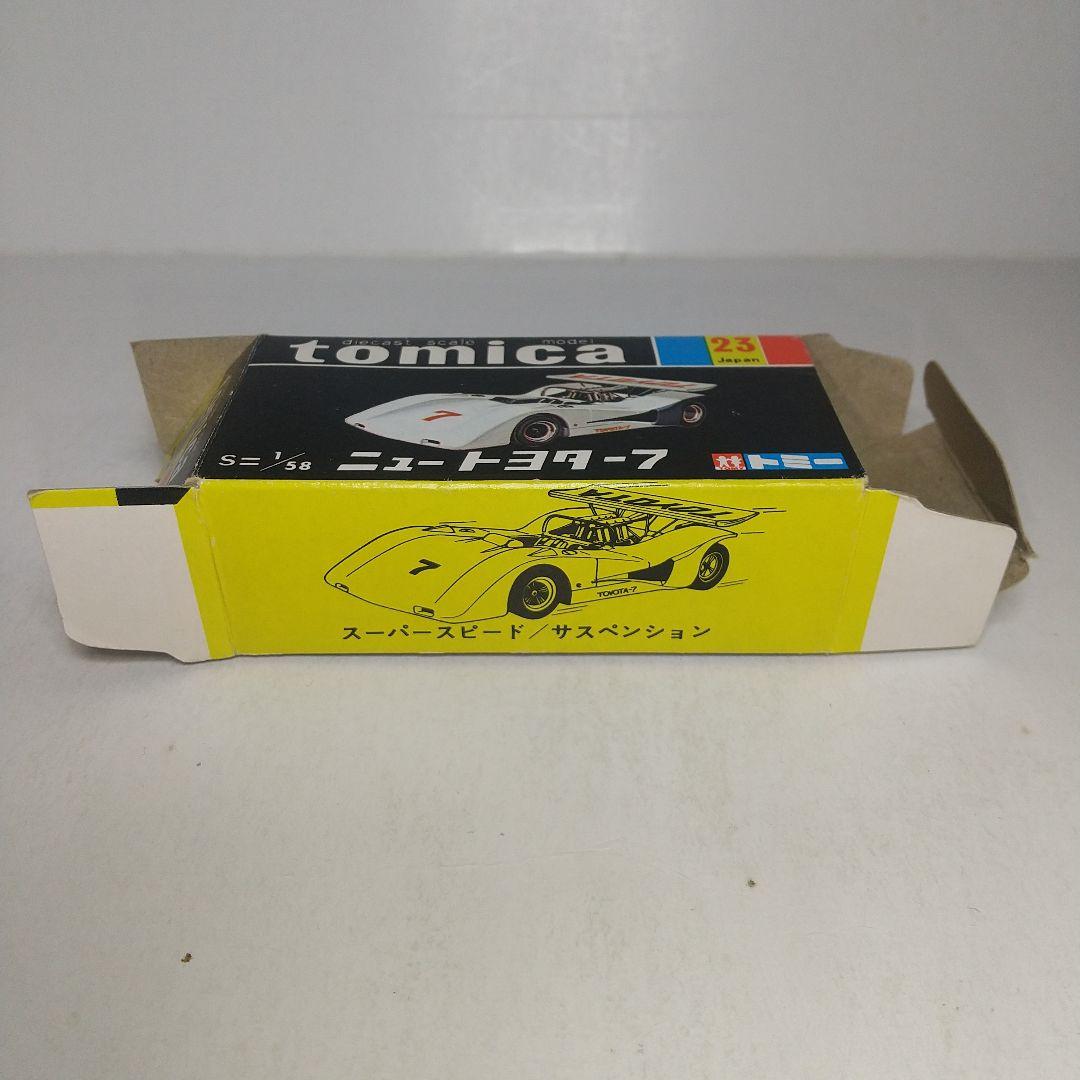 diecast scale model
tomica
23
Japan
TOYOTA
7
TOYOTA-7
S=1/58 ニュートヨタ-7
トミー
TOYOTA
7
TOYOTA-7
スーパースピード/サスペンション